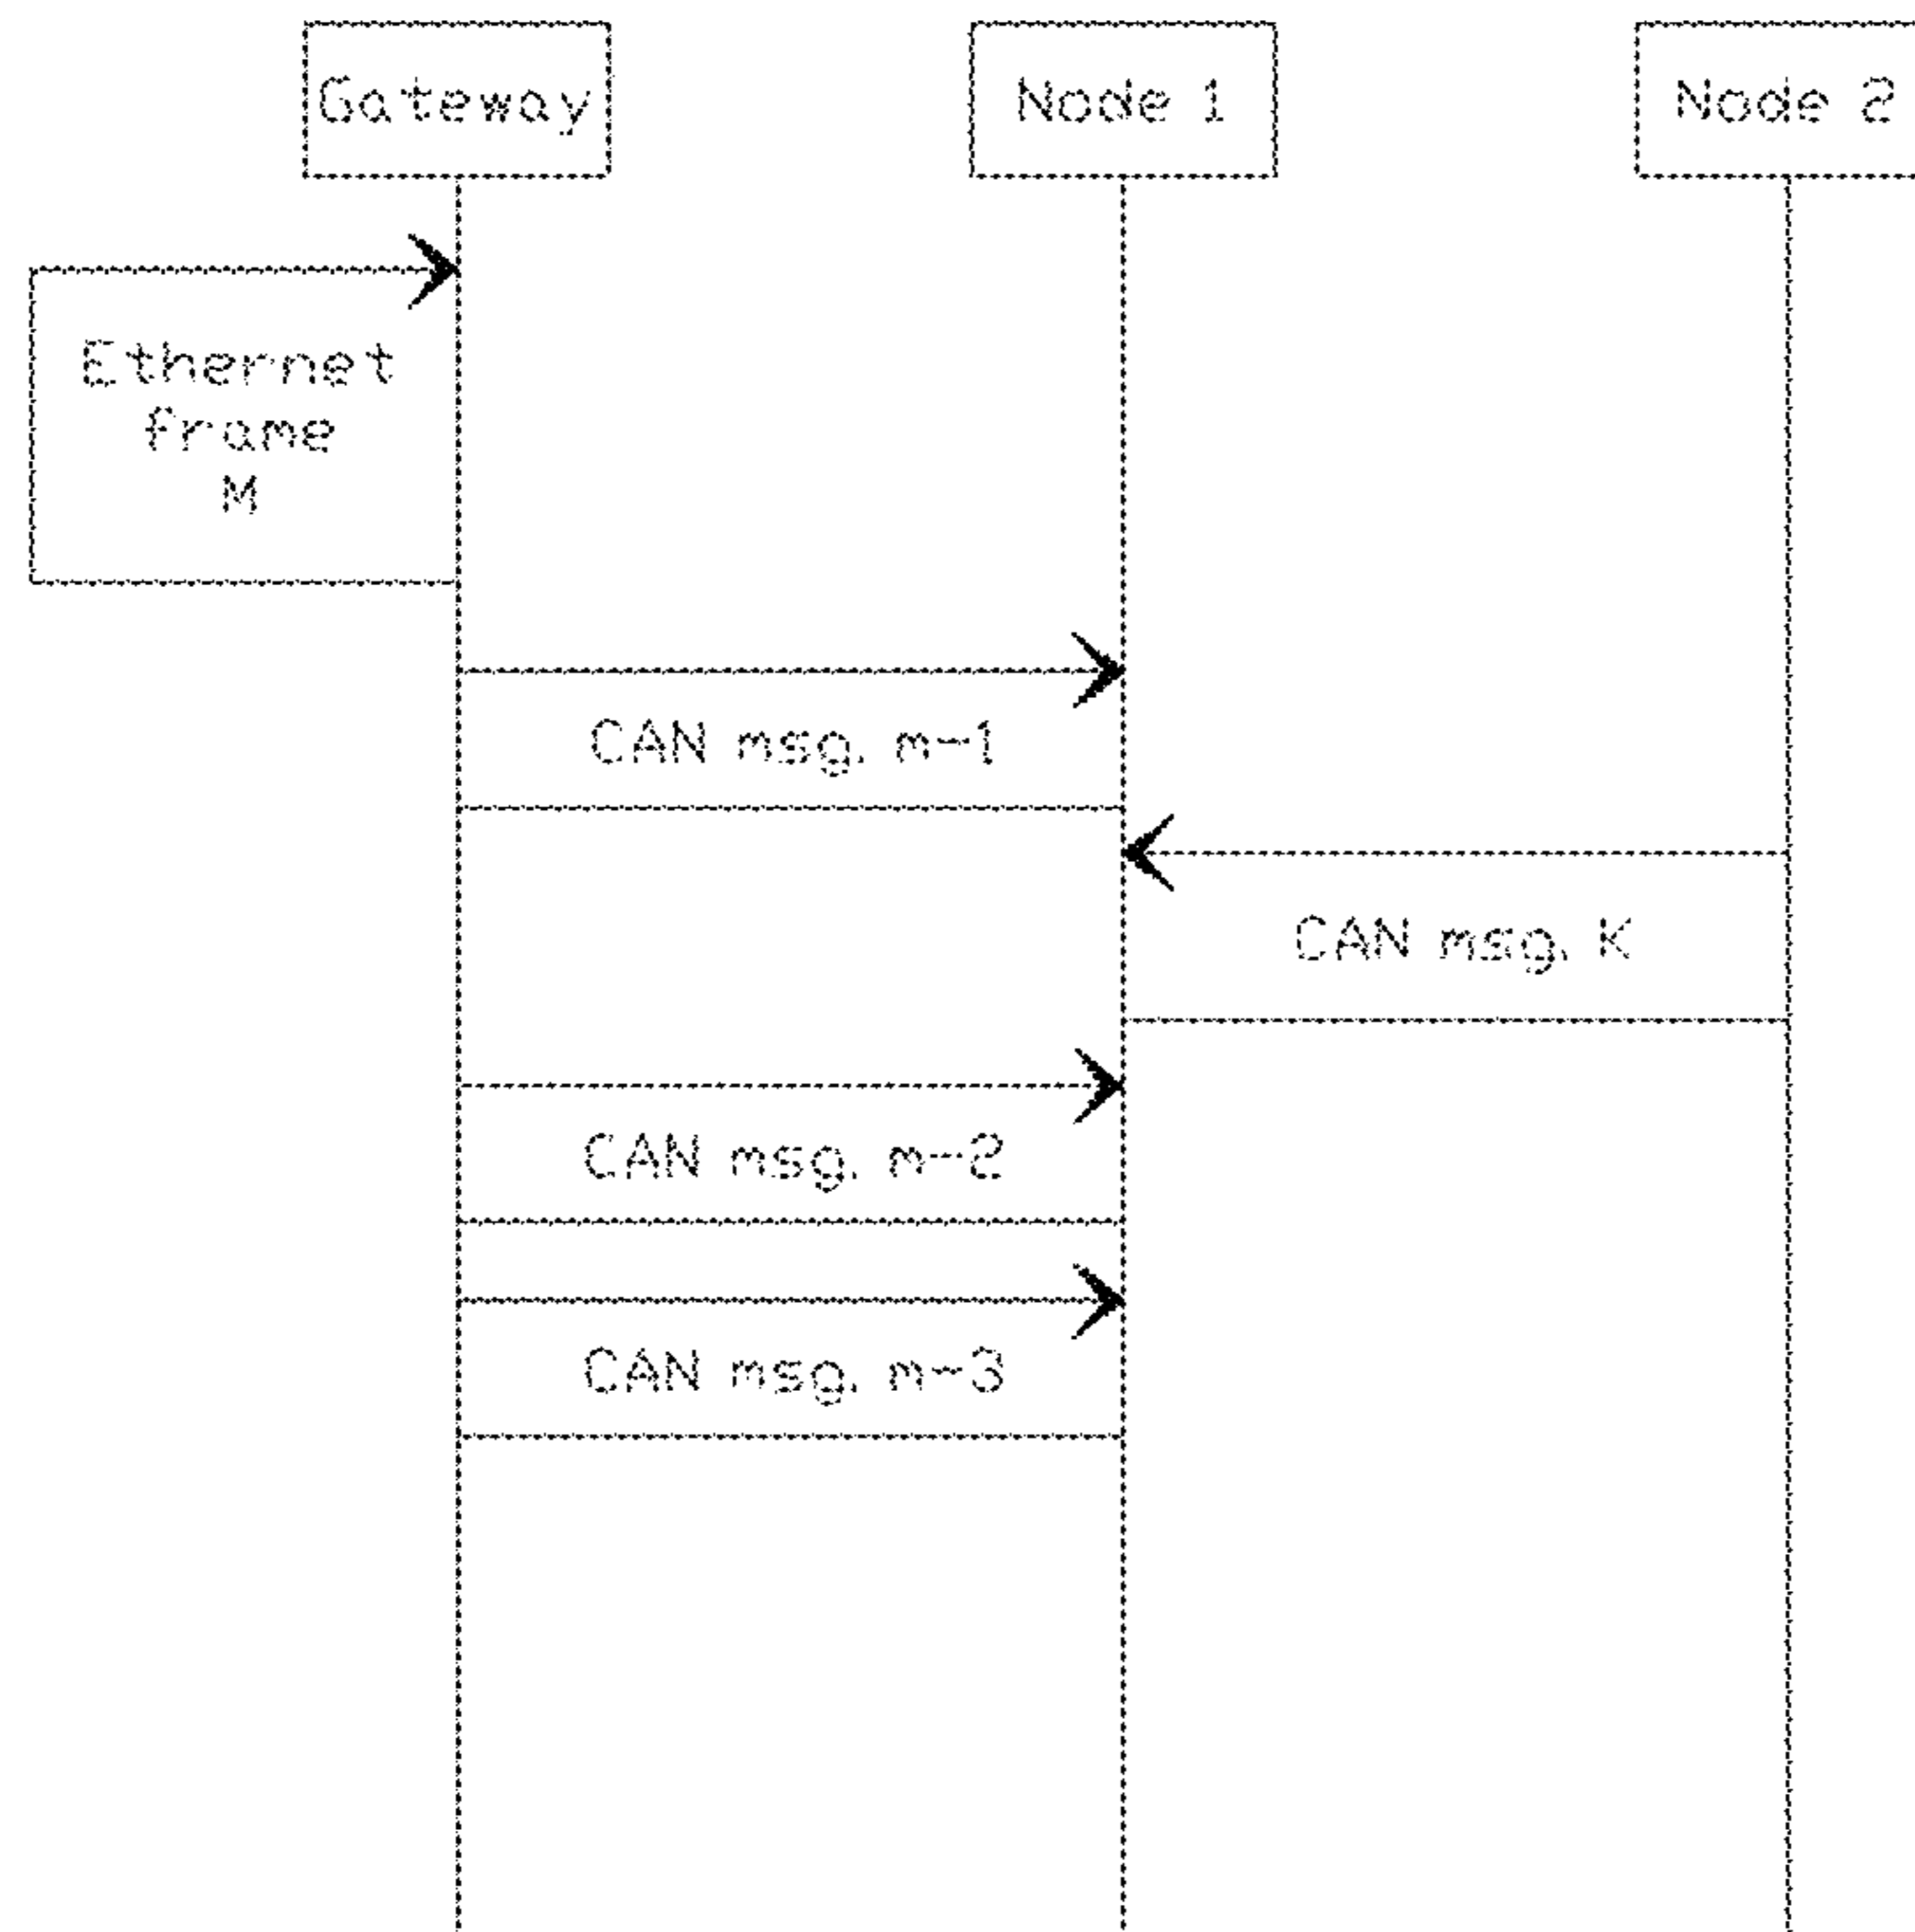 Gateway
Node 1
Node 2
Ethernet
frame
M
CAN msg. m-1
CAN msg. K
CAN msg. m-2
CAN msg. m-3